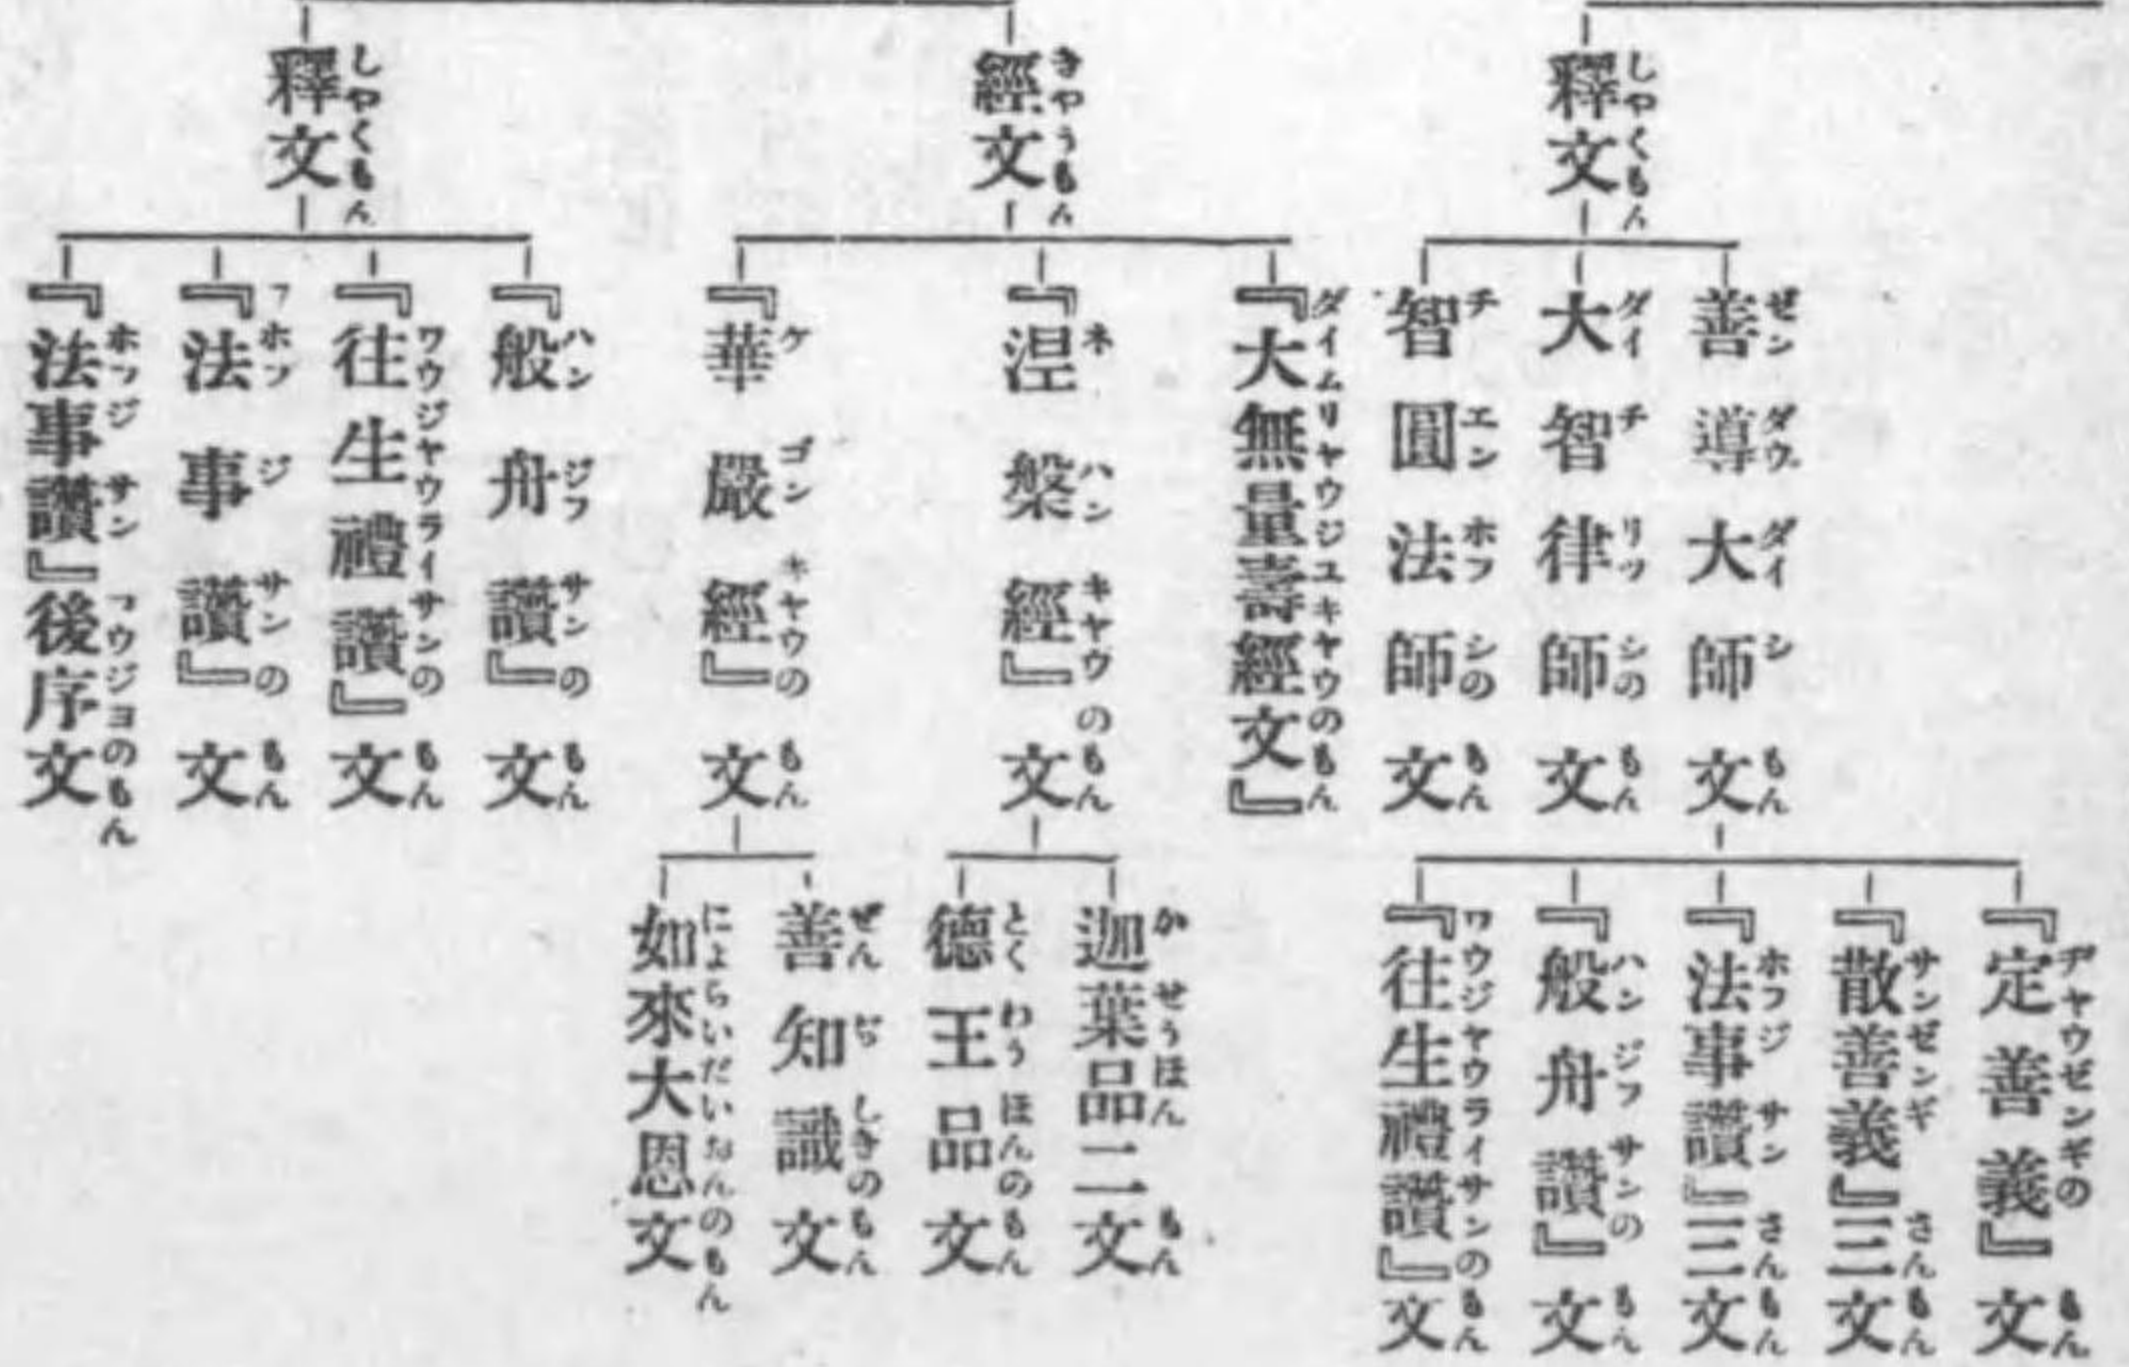 釋文
善導大師文
『定善義』文
『散善義』三文
『法事讚』三文
『般舟讚』文
『往生禮讚』文
大智律師文
智圓法師文
經文
『大無量壽經文』
『涅槃經』文
迦葉品二文
德王品文
『華嚴經』文
善知識文
如來大恩文
釋文
『般舟讚』文
『往生禮讚』文
『法事讚』文
『法事讚』後序文